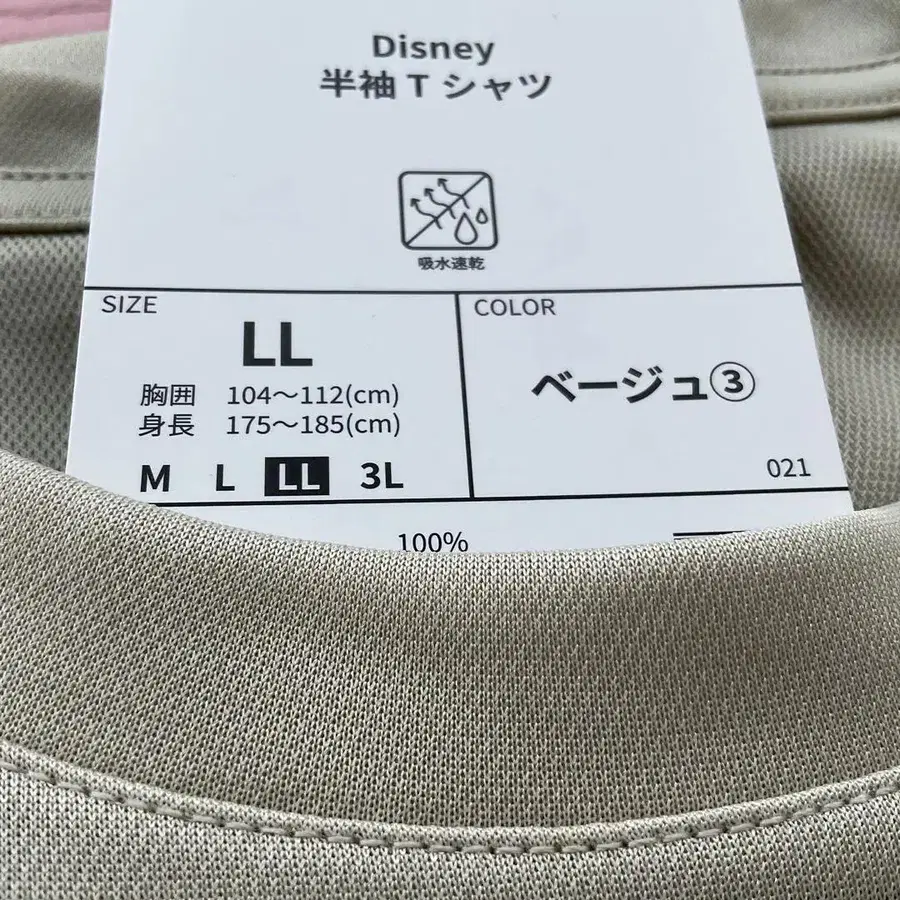 Disney
半袖Tシャツ
吸水速乾
SIZE
LL
胸囲 104～112(cm)
身長 175～185(cm)
M L LL 3L
COLOR
ベージュ③
021
100%